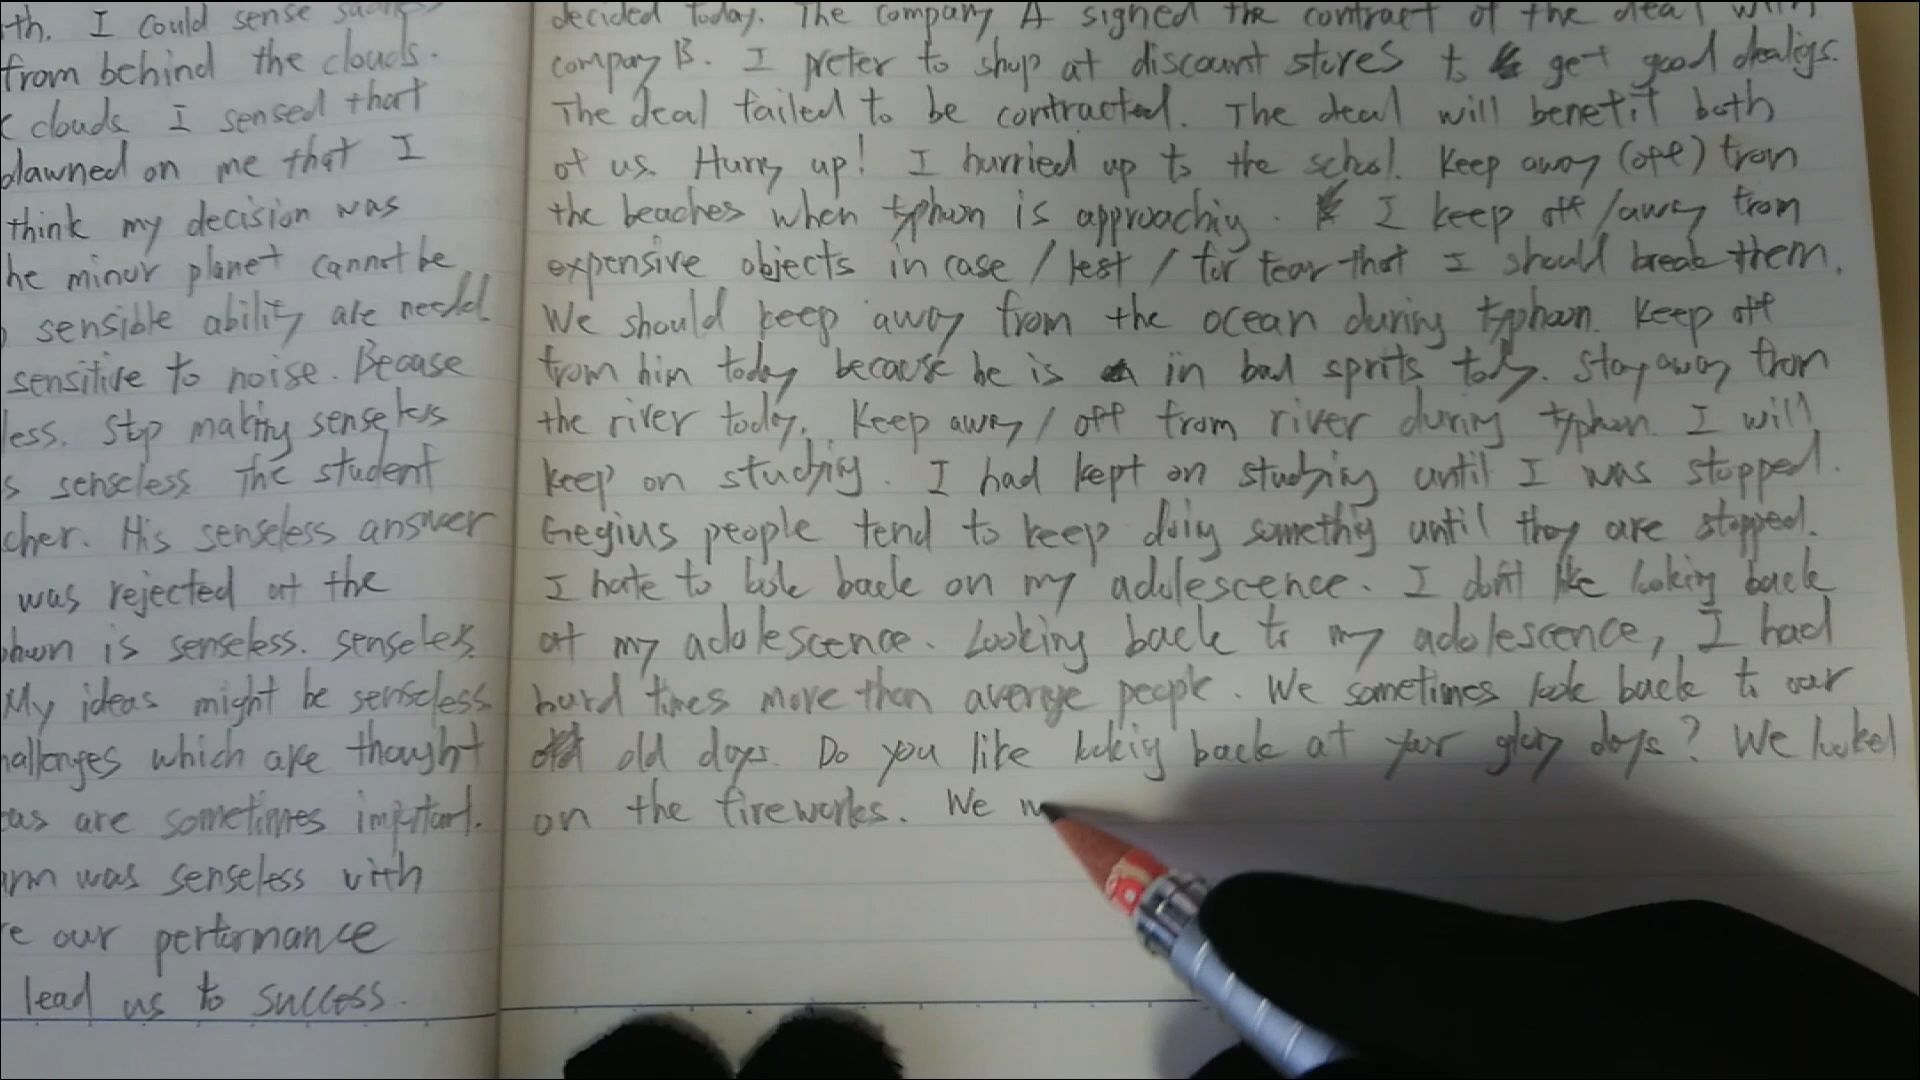 th. I could sense sadness
from behind the clouds.
clouds. I sensed that
dawned on me that I
think my decision was
he minor planet cannot be
sensible ability are needed.
sensitive to noise. Because
less. Stop making senseless
s senseless. The student
cher. His senseless answer
was rejected at the
is senseless. senseless
My ideas might be senseless
hallenges which are thought
eas are sometimes important.
arm was senseless with
e our performance
lead us to success.
decided today. The company A signed the contract of the deal with
company B. I prefer to shop at discount stores to get good dealigs.
The deal failed to be contracted. The deal will benefit both
of us. Hurry up! I hurried up to the school. Keep away (off) from
the beaches when typhoon is approachig. I keep off/away from
expensive objects in case / lest / for fear that I should break them.
We should keep away from the ocean during typhoon. Keep off
from him today because he is in bad sprits today. Stay away from
the river today. Keep away / off from river during typhoon. I will
keep on studyig. I had kept on studyig until I was stopped.
people tend to keep doiy somethig until they are stopped.
I hate to look back on my adolescence. I don't like looking back
at my adolescence. Looking back to my adolescence, I had
hard times more than average people. We sometimes look back to our
old days. Do you like lookig back at your glory days? We looked
on the fireworks. We w